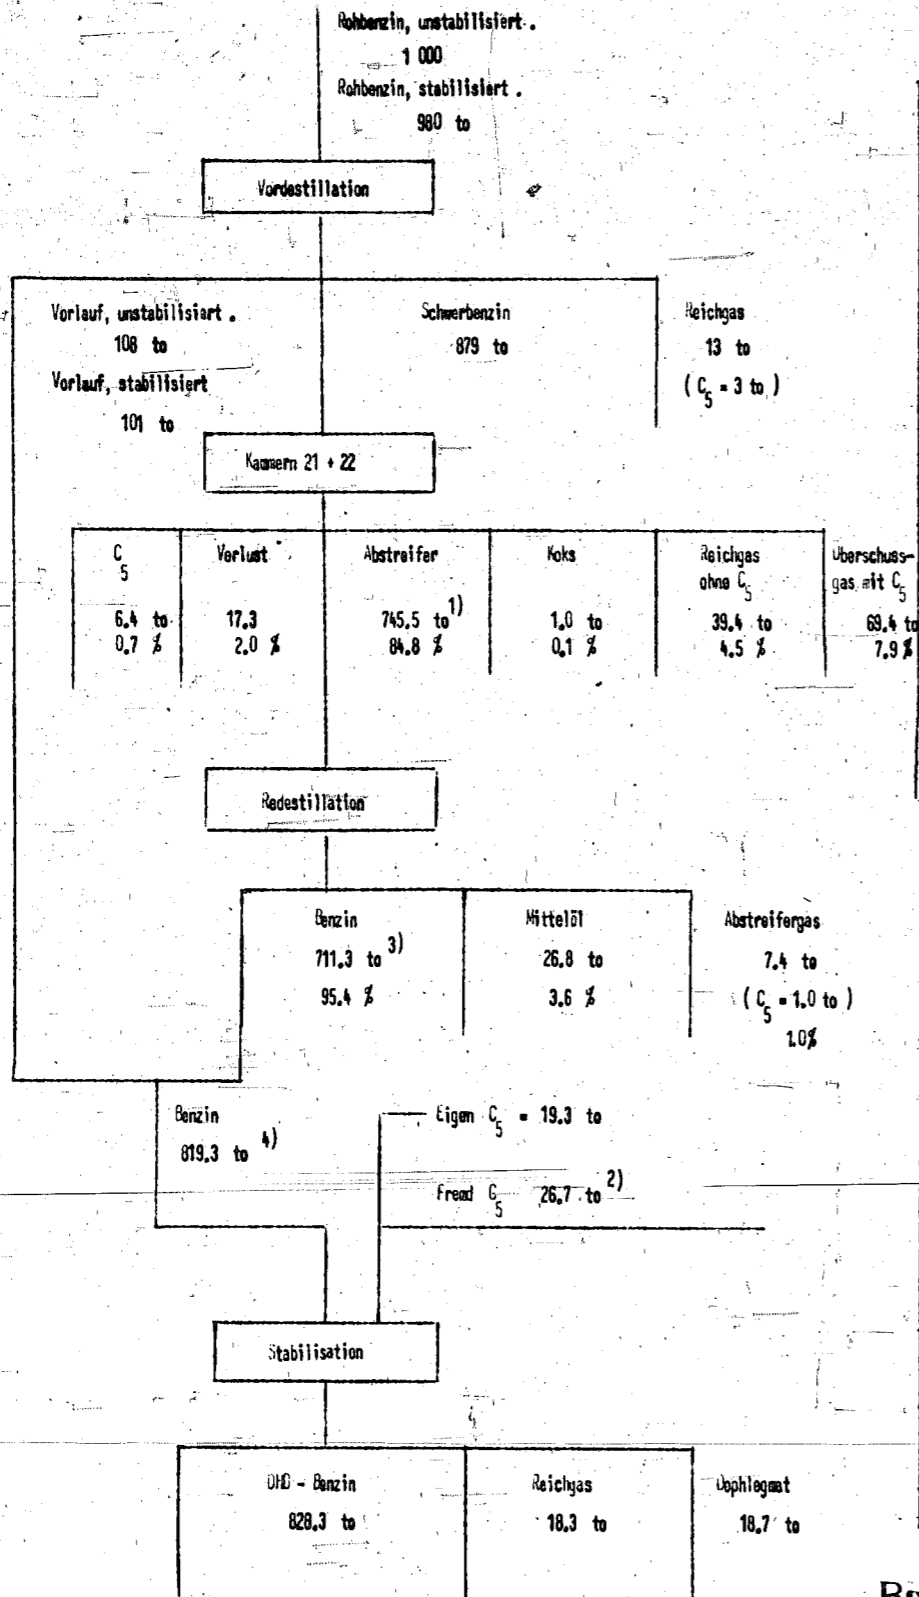 Rohbenzin, unstabilisiert.
1 000
Rohbenzin, stabilisiert.
980 to
Vordestillation
Vorlauf, unstabilisiert.
108 to
Vorlauf, stabilisiert
101 to
Schwerbenzin
879 to
Reichgas
13 to
( C5 = 3 to )
Kammern 21 + 22
C5
6.4 to
0.7 %
Verlust
17.3
2.0 %
Abstreifer
745.5 to 1)
84.8 %
Koks
1.0 to
0.1 %
Reichgas
ohne C5
39.4 to
4.5 %
Uberschuss-
gas mit C5
69.4 to
7.9 %
Redestillation
Benzin
711.3 to 3)
95.4 %
Mittelöl
26.8 to
3.6 %
Abstreifergas
7.4 to
( C5 = 1.0 to )
1.0%
Benzin
819.3 to 4)
Eigen C5 = 19.3 to
Fremd C5 26.7 to 2)
Stabilisation
DHD - Benzin
828.3 to
Reichgas
18.3 to
Dephlegmat
18.7 to